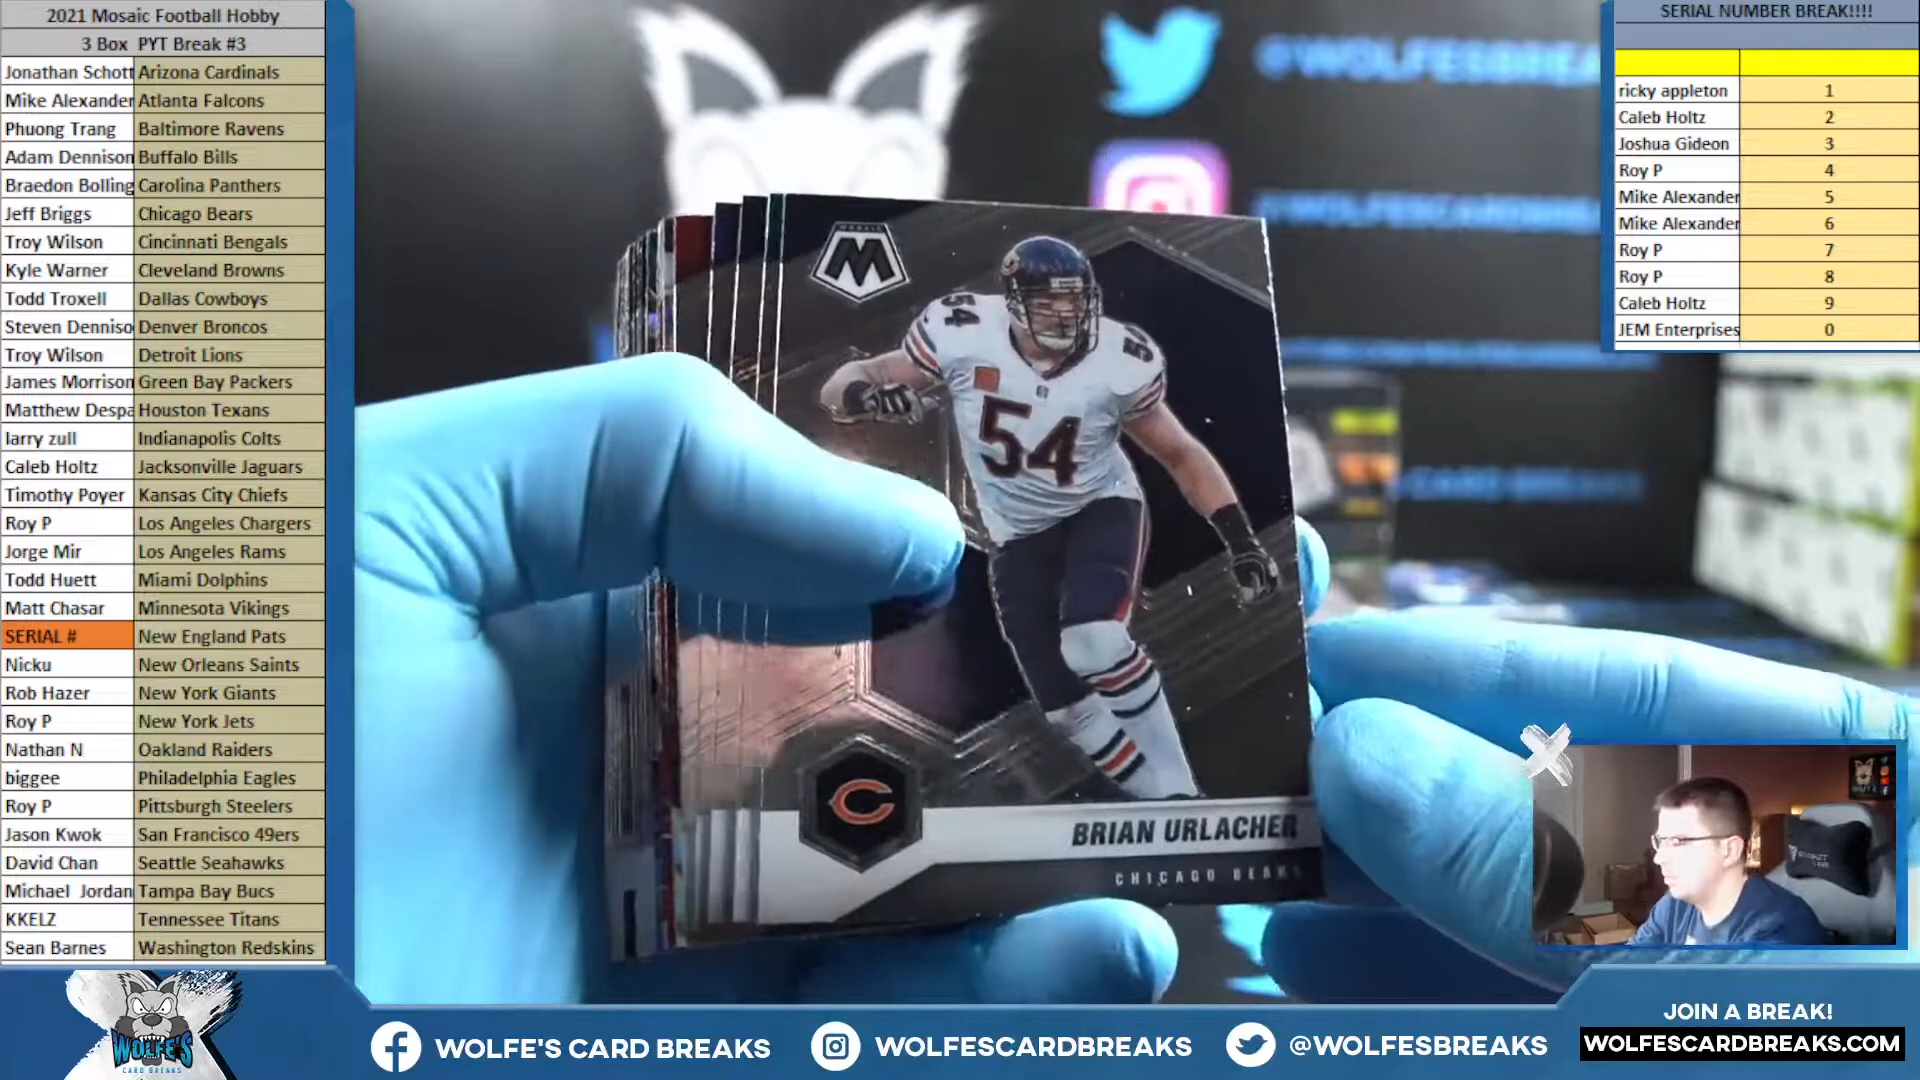 2021 Mosaic Football Hobby
3 Box PYT Break #3
Jonathan Schott Arizona Cardinals
Mike Alexander Atlanta Falcons
Phuong Trang Baltimore Ravens
Adam Dennison Buffalo Bills
Braedon Bolling Carolina Panthers
Jeff Briggs Chicago Bears
Troy Wilson Cincinnati Bengals
Kyle Warner Cleveland Browns
Todd Troxell Dallas Cowboys
Steven Denniso Denver Broncos
Troy Wilson Detroit Lions
James Morrison Green Bay Packers
Matthew Despa Houston Texans
larry zull Indianapolis Colts
Caleb Holtz Jacksonville Jaguars
Timothy Poyer Kansas City Chiefs
Roy P Los Angeles Chargers
Jorge Mir Los Angeles Rams
Todd Huett Miami Dolphins
Matt Chasar Minnesota Vikings
SERIAL # New England Pats
Nicku New Orleans Saints
Rob Hazer New York Giants
Roy P New York Jets
Nathan N Oakland Raiders
biggee Philadelphia Eagles
Roy P Pittsburgh Steelers
Jason Kwok San Francisco 49ers
David Chan Seattle Seahawks
Michael Jordan Tampa Bay Bucs
KKELZ Tennessee Titans
Sean Barnes Washington Redskins
@WOLFESBREA
MOSAIC
M
54
54
54
C
BRIAN URLACHER
CHICAGO BEARS
SERIAL NUMBER BREAK!!!!
ricky appleton 1
Caleb Holtz 2
Joshua Gideon 3
Roy P 4
Mike Alexander 5
Mike Alexander 6
Roy P 7
Roy P 8
Caleb Holtz 9
JEM Enterprises 0
WOLFE'S
CARD BREAKS
WOLFE'S CARD BREAKS
WOLFESCARDBREAKS
@WOLFESBREAKS
JOIN A BREAK!
WOLFESCARDBREAKS.COM